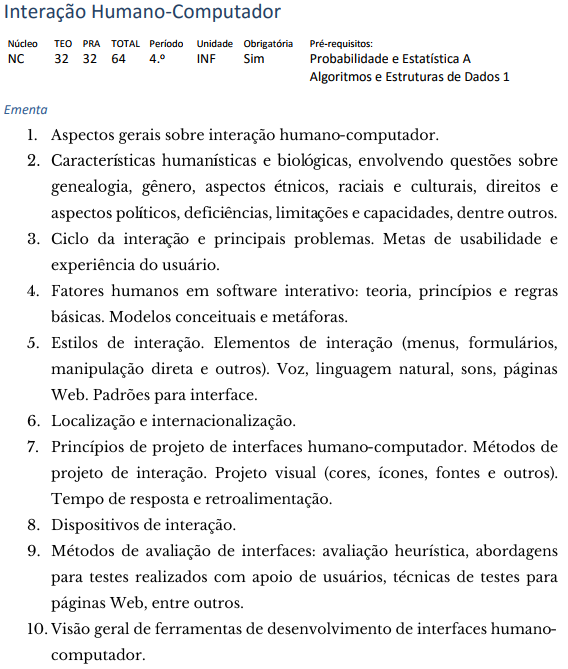 Interação Humano-Computador
Núcleo TEO PRA TOTAL Período Unidade Obrigatória Pré-requisitos:
NC 32 32 64 4.º INF Sim Probabilidade e Estatística A
Algoritmos e Estruturas de Dados 1
Ementa
1. Aspectos gerais sobre interação humano-computador.
2. Características humanísticas e biológicas, envolvendo questões sobre
genealogia, gênero, aspectos étnicos, raciais e culturais, direitos e
aspectos políticos, deficiências, limitações e capacidades, dentre outros.
3. Ciclo da interação e principais problemas. Metas de usabilidade e
experiência do usuário.
4. Fatores humanos em software interativo: teoria, princípios e regras
básicas. Modelos conceituais e metáforas.
5. Estilos de interação. Elementos de interação (menus, formulários,
manipulação direta e outros). Voz, linguagem natural, sons, páginas
Web. Padrões para interface.
6. Localização e internacionalização.
7. Princípios de projeto de interfaces humano-computador. Métodos de
projeto de interação. Projeto visual (cores, ícones, fontes e outros).
Tempo de resposta e retroalimentação.
8. Dispositivos de interação.
9. Métodos de avaliação de interfaces: avaliação heurística, abordagens
para testes realizados com apoio de usuários, técnicas de testes para
páginas Web, entre outros.
10. Visão geral de ferramentas de desenvolvimento de interfaces humano-
computador.